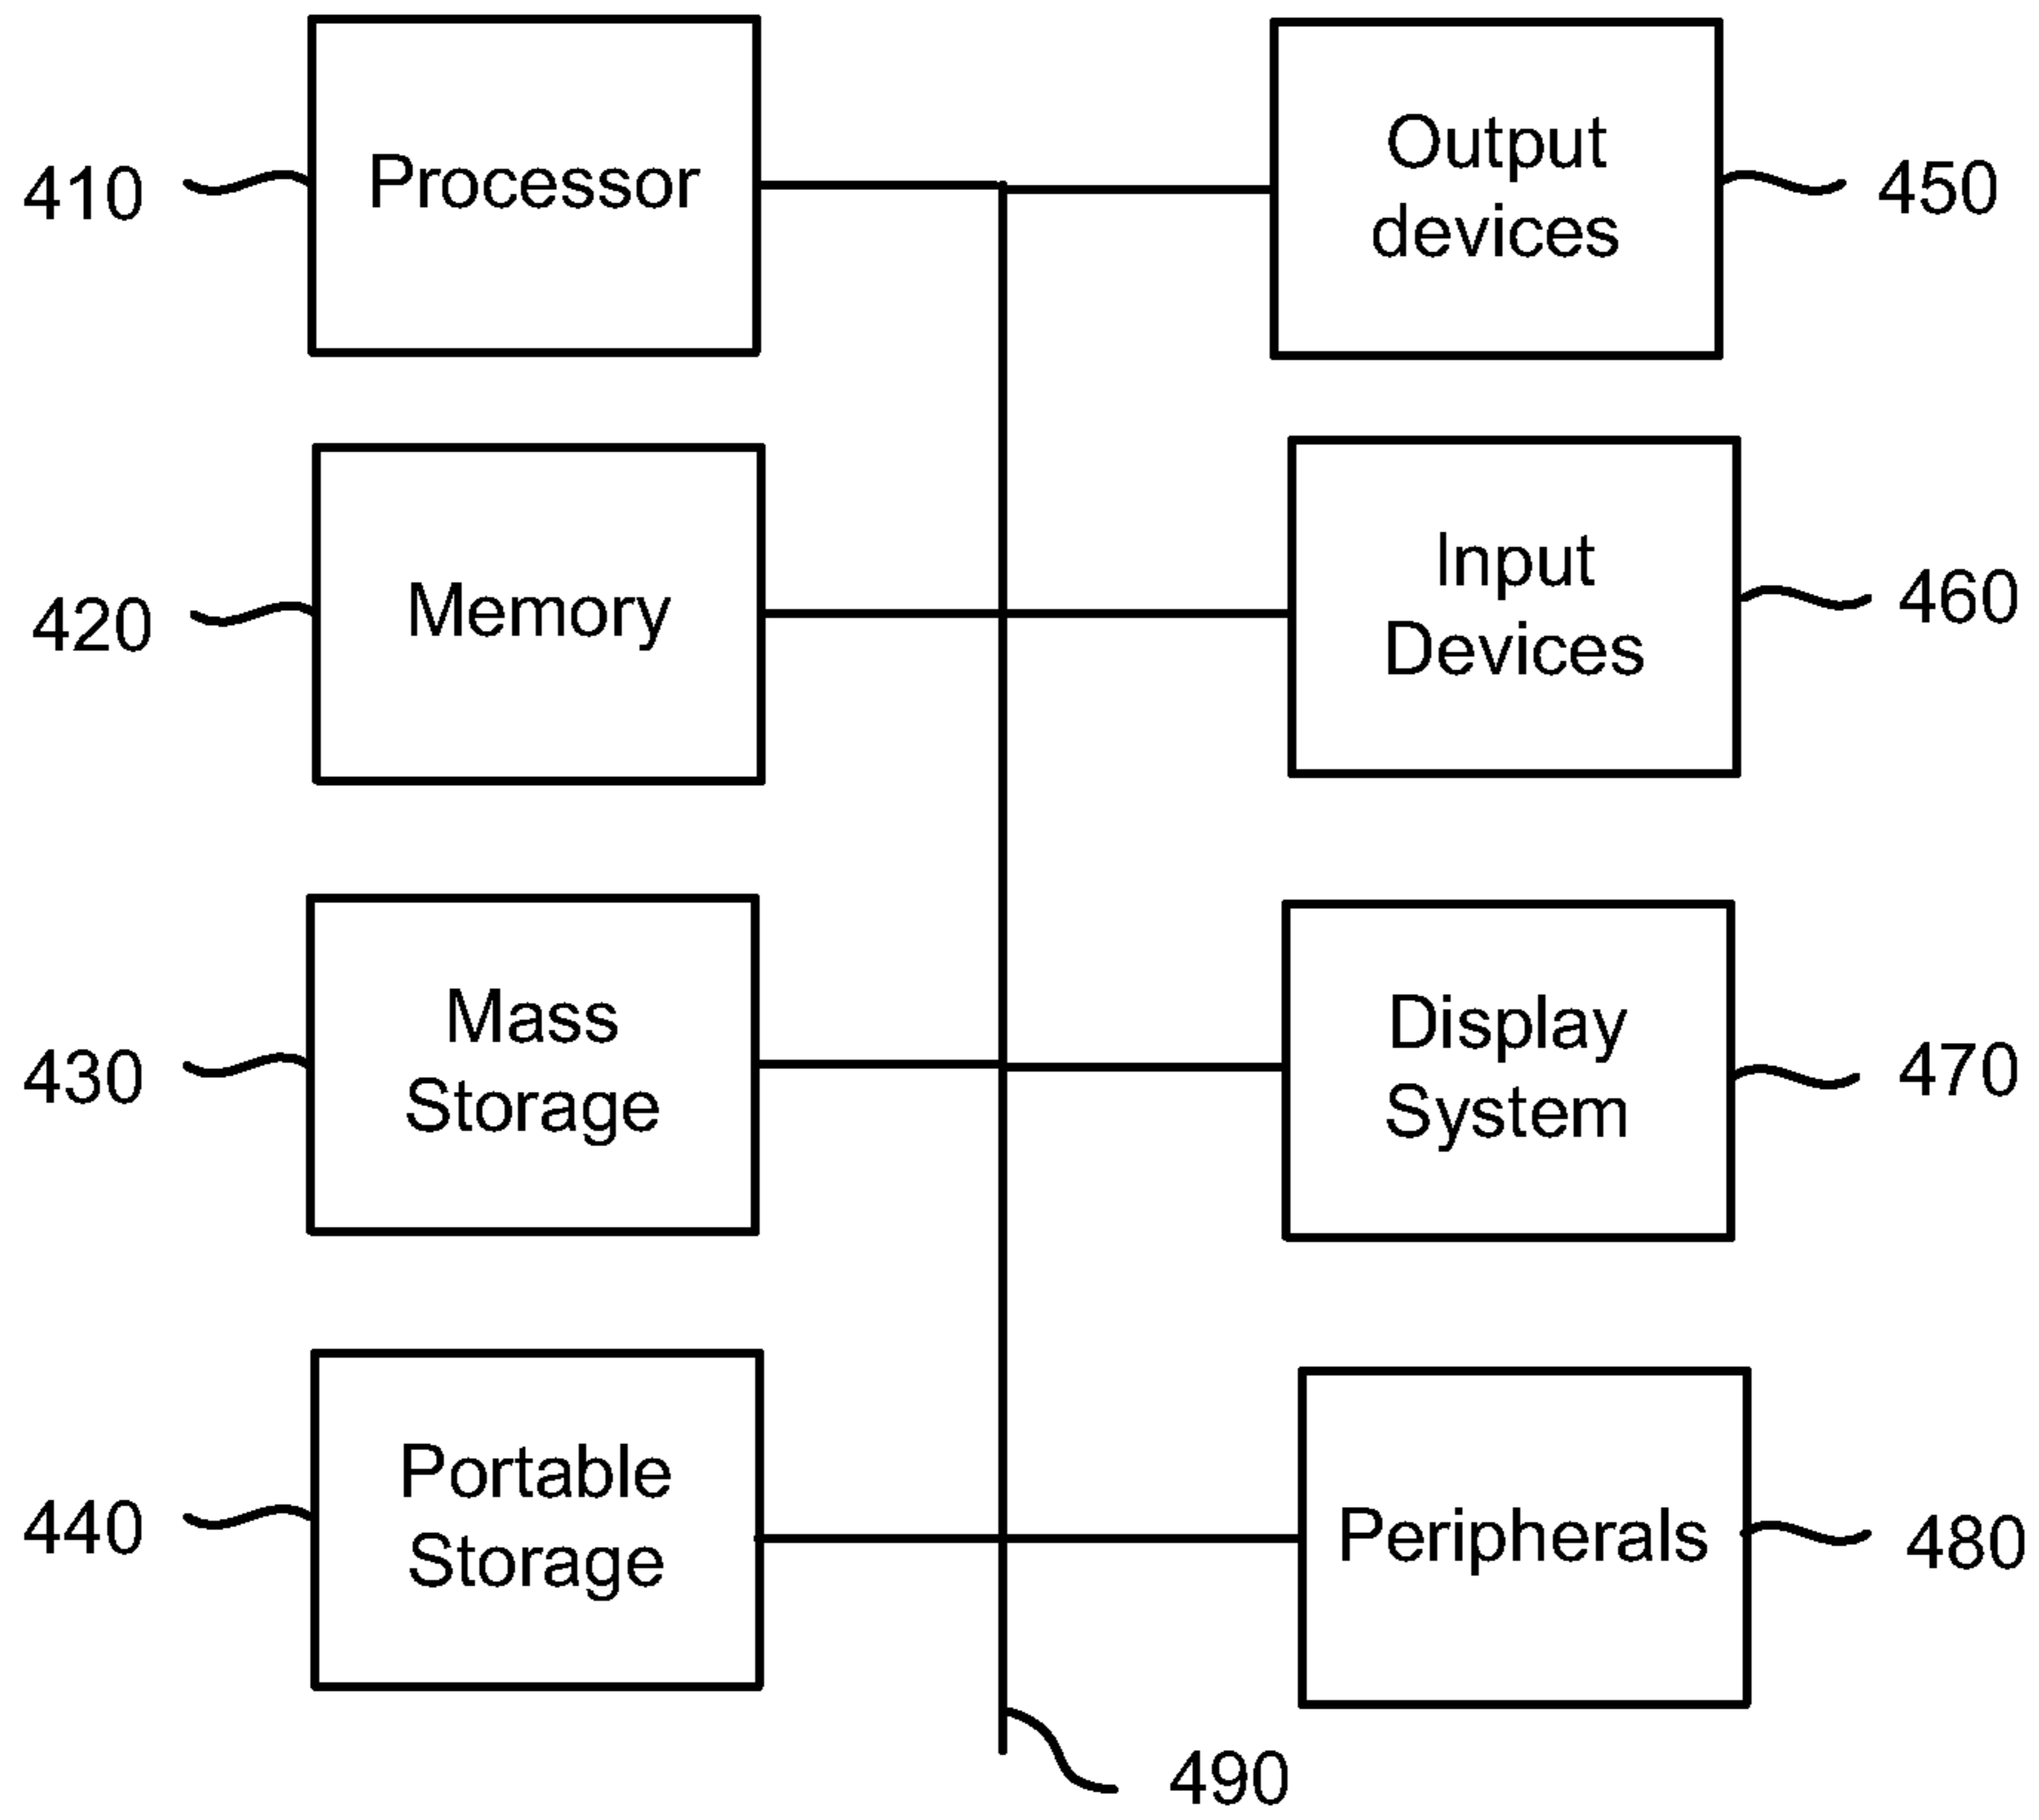 410
Processor
Output
devices
450
420
Memory
Input
Devices
460
430
Mass
Storage
Display
System
470
440
Portable
Storage
Peripherals
480
490